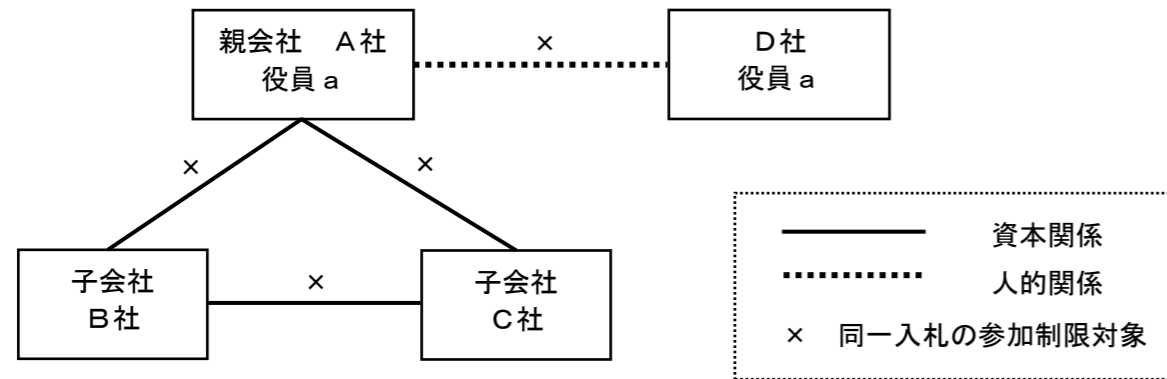 親会社　A社
役員a
×
D社
役員a
×
×
子会社
B社
×
子会社
C社
資本関係
人的関係
×　同一入札の参加制限対象